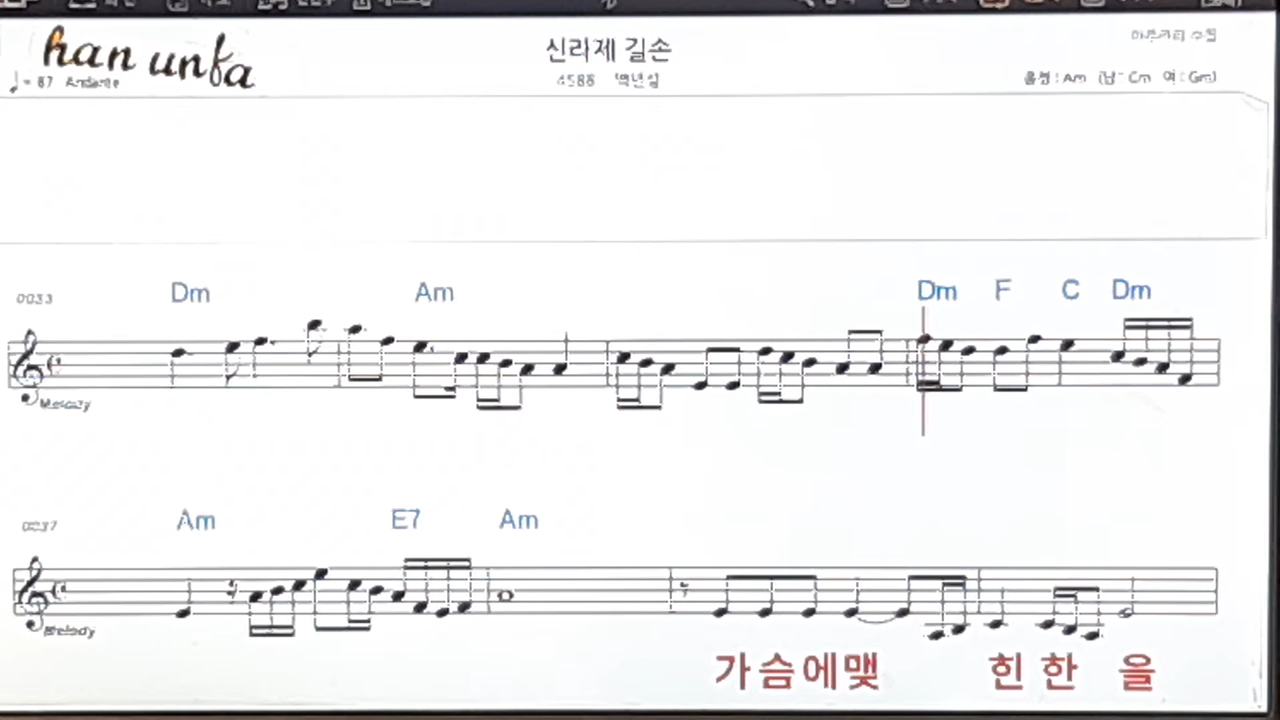 han unfa
신라제 길손
♩= 87 Andante
4588 백년설
음정 : Am (남 : Cm 여 : Gm)
0033 Dm Am Dm F C Dm
Melody
0037 Am E7 Am
Melody
가슴에맺 힌 한 을